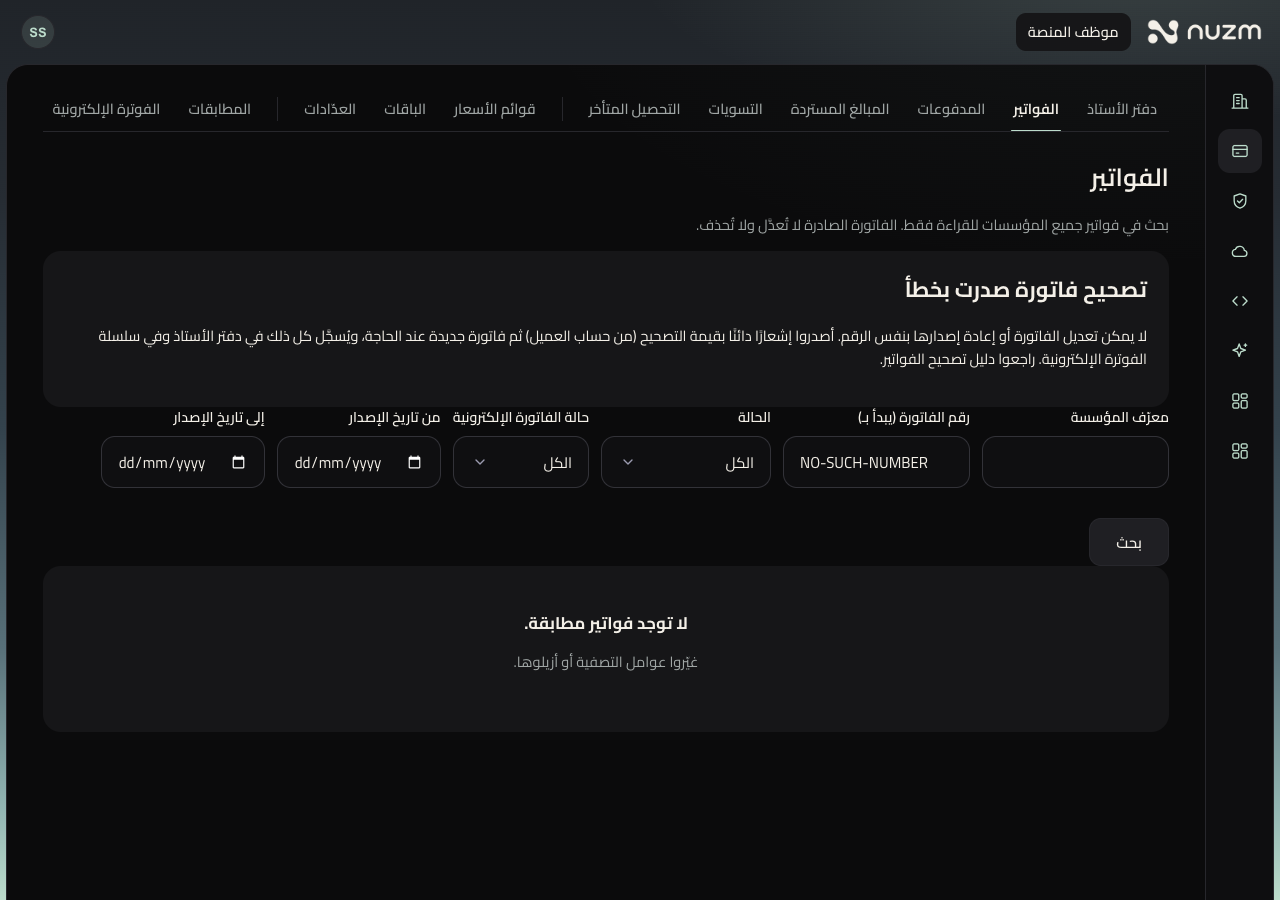 nuzm
موظف المنصة
SS
دفتر الأستاذ
الفواتير
المدفوعات
المبالغ المستردة
التسويات
التحصيل المتأخر
قوائم الأسعار
الباقات
العدّادات
المطابقات
الفوترة الإلكترونية
الفواتير
بحث في فواتير جميع المؤسسات للقراءة فقط. الفاتورة الصادرة لا تُعدَّل ولا تُحذف.
تصحيح فاتورة صدرت بخطأ
لا يمكن تعديل الفاتورة أو إعادة إصدارها بنفس الرقم. أصدروا إشعارًا دائنًا بقيمة التصحيح (من حساب العميل) ثم فاتورة جديدة عند الحاجة، ويُسجَّل كل ذلك في دفتر الأستاذ وفي سلسلة
الفوترة الإلكترونية. راجعوا دليل تصحيح الفواتير.
معرّف المؤسسة
رقم الفاتورة (يبدأ بـ)
الحالة
حالة الفاتورة الإلكترونية
من تاريخ الإصدار
إلى تاريخ الإصدار
NO-SUCH-NUMBER
الكل
الكل
dd/mm/yyyy
dd/mm/yyyy
بحث
لا توجد فواتير مطابقة.
غيّروا عوامل التصفية أو أزيلوها.